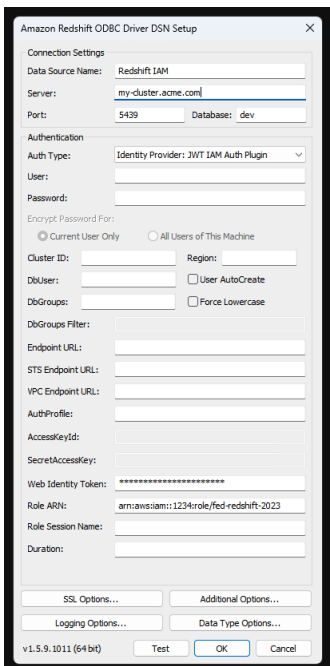 Amazon Redshift ODBC Driver DSN Setup
Connection Settings
Data Source Name: Redshift IAM
Server: my-cluster.acme.com
Port: 5439 Database: dev
Authentication
Auth Type: Identity Provider: JWT IAM Auth Plugin
User:
Password:
Encrypt Password For:
Current User Only All Users of This Machine
Cluster ID: Region:
DbUser: User AutoCreate
DbGroups: Force Lowercase
DbGroups Filter:
Endpoint URL:
STS Endpoint URL:
VPC Endpoint URL:
AuthProfile:
AccessKeyId:
SecretAccessKey:
Web Identity Token: **********************
Role ARN: arn:aws:iam::1234:role/fed-redshift-2023
Role Session Name:
Duration:
SSL Options... Additional Options...
Logging Options... Data Type Options...
v1.5.9.1011 (64 bit) Test OK Cancel